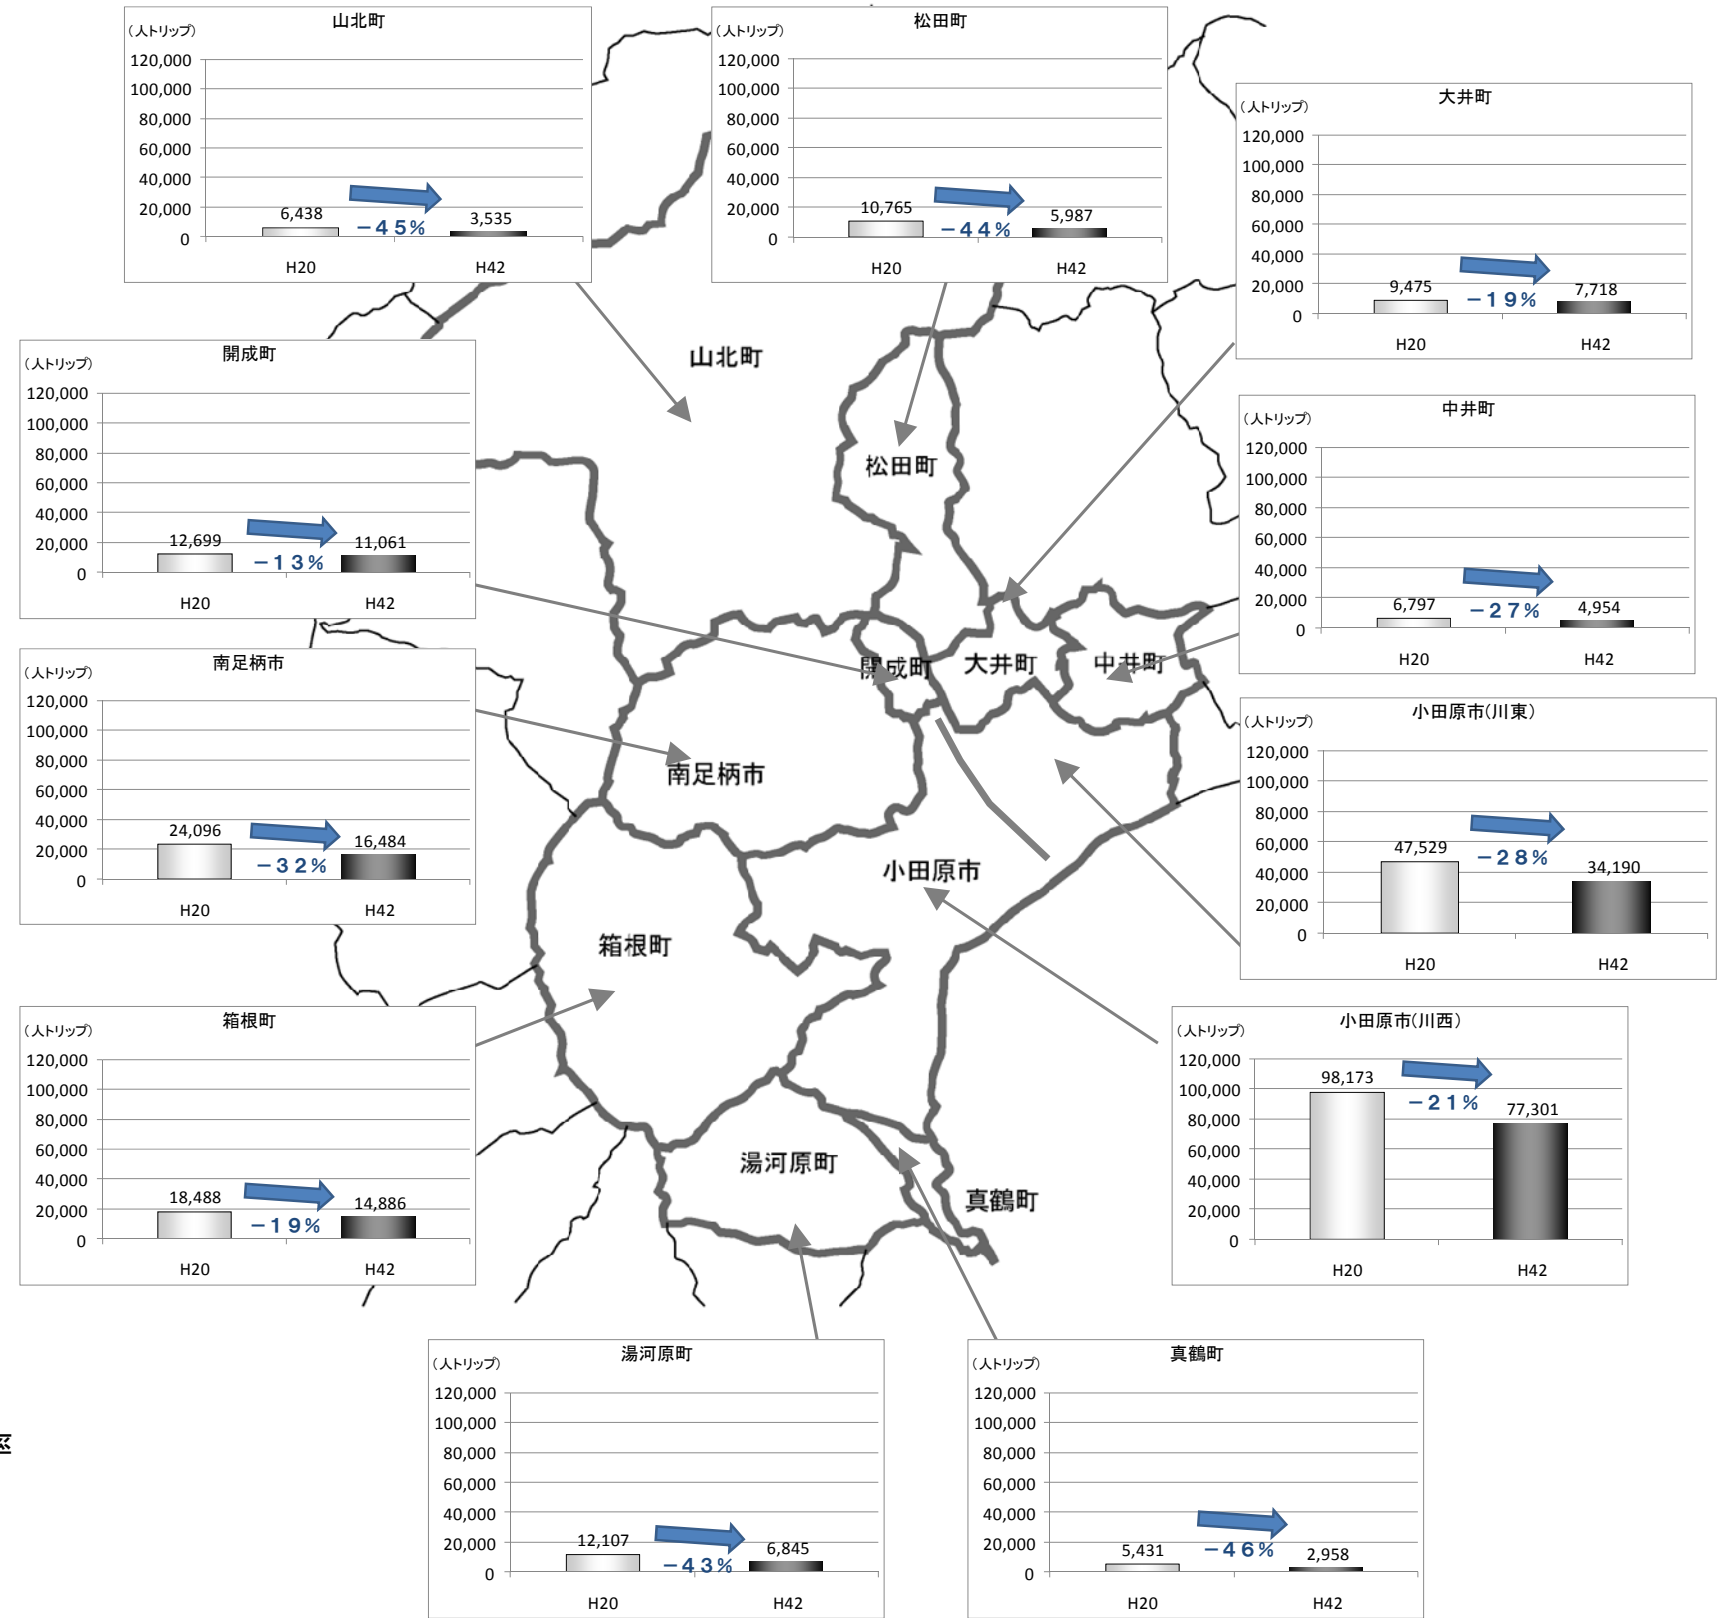 山北町
（人トリップ）
120,000
100,000
80,000
60,000
40,000
20,000
0
6,438
－４５％
3,535
H20
H42
松田町
（人トリップ）
120,000
100,000
80,000
60,000
40,000
20,000
0
10,765
－４４％
5,987
H20
H42
大井町
（人トリップ）
120,000
100,000
80,000
60,000
40,000
20,000
0
9,475
－１９％
7,718
H20
H42
開成町
（人トリップ）
120,000
100,000
80,000
60,000
40,000
20,000
0
12,699
－１３％
11,061
H20
H42
中井町
（人トリップ）
120,000
100,000
80,000
60,000
40,000
20,000
0
6,797
－２７％
4,954
H20
H42
南足柄市
（人トリップ）
120,000
100,000
80,000
60,000
40,000
20,000
0
24,096
－３２％
16,484
H20
H42
小田原市(川東）
（人トリップ）
120,000
100,000
80,000
60,000
40,000
20,000
0
47,529
－２８％
34,190
H20
H42
箱根町
（人トリップ）
120,000
100,000
80,000
60,000
40,000
20,000
0
18,488
－１９％
14,886
H20
H42
小田原市(川西）
（人トリップ）
120,000
100,000
80,000
60,000
40,000
20,000
0
98,173
－２１％
77,301
H20
H42
湯河原町
（人トリップ）
120,000
100,000
80,000
60,000
40,000
20,000
0
12,107
－４３％
6,845
H20
H42
真鶴町
（人トリップ）
120,000
100,000
80,000
60,000
40,000
20,000
0
5,431
－４６％
2,958
H20
H42
山北町
松田町
開成町
大井町
中井町
南足柄市
小田原市
箱根町
湯河原町
真鶴町